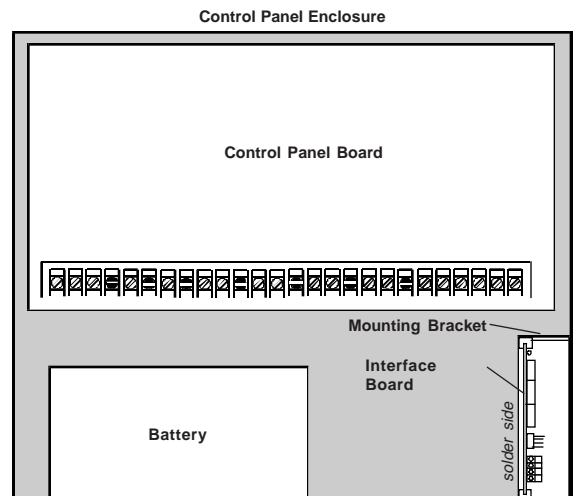 Control Panel Enclosure
Control Panel Board
Mounting Bracket
Interface
Board
solder side
Battery